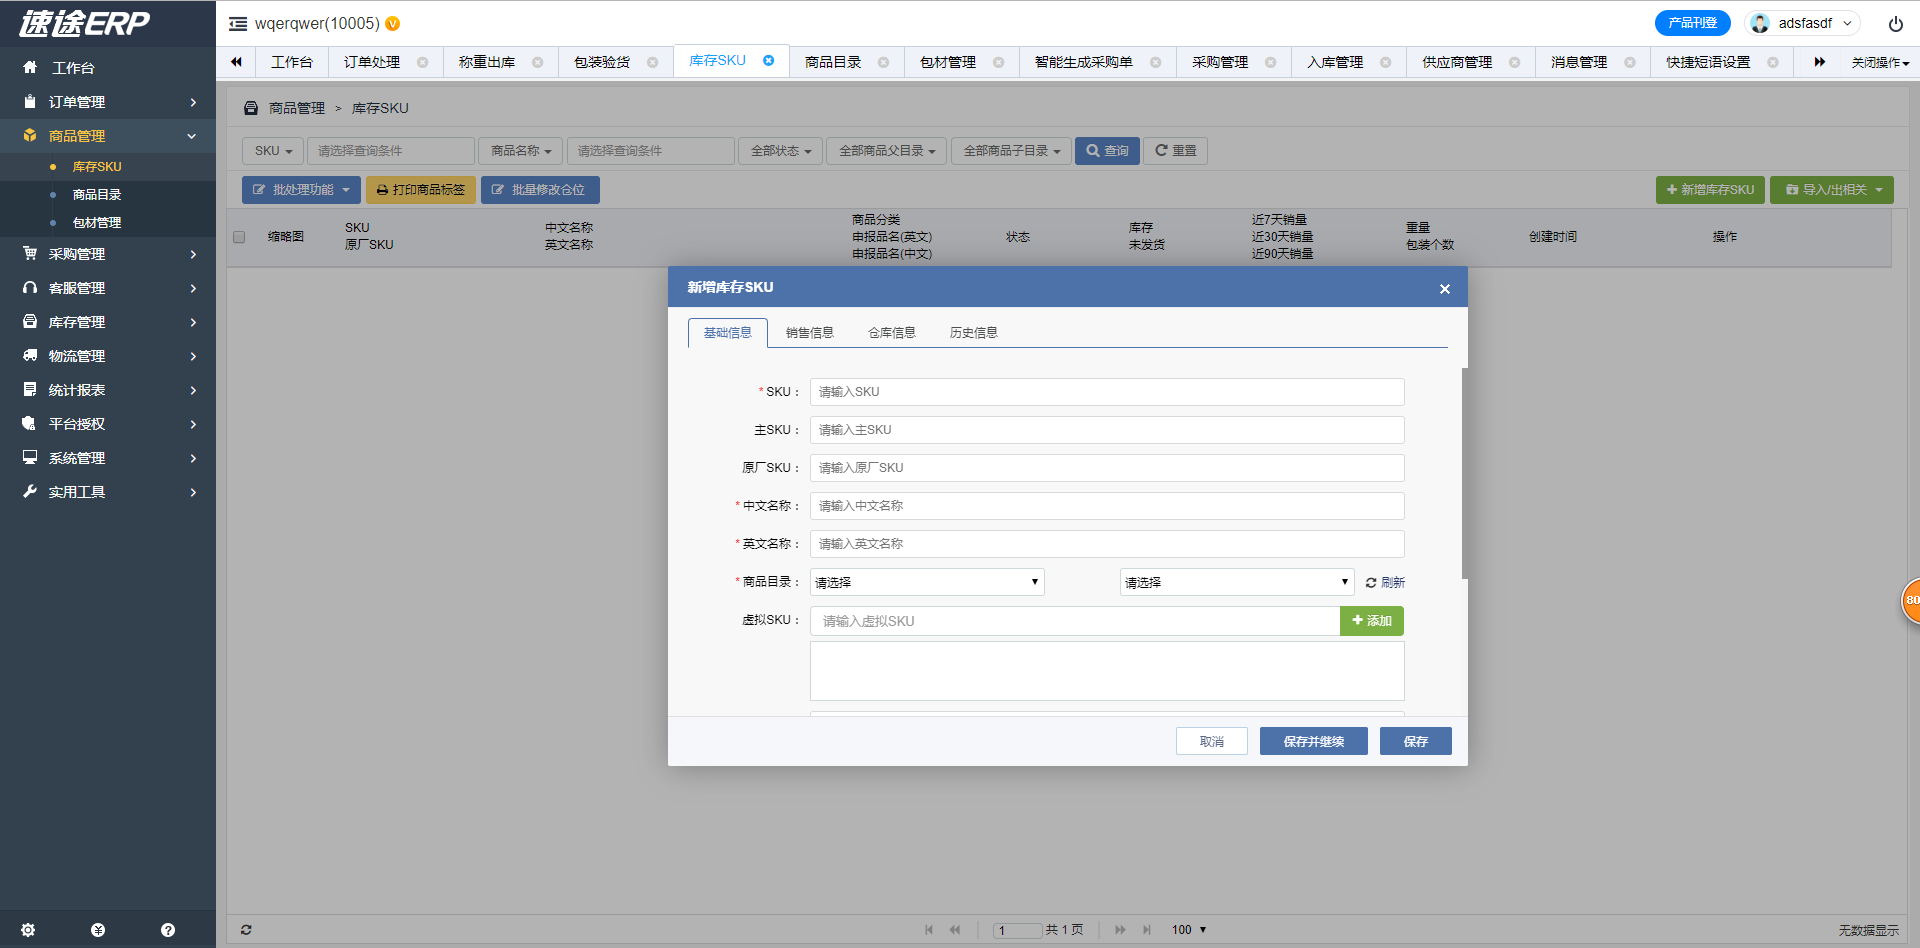 速途ERP
wqerqwer(10005) V
产品刊登
adsfasdf
工作台
订单处理
称重出库
包装验货
库存SKU
商品目录
包材管理
智能生成采购单
采购管理
入库管理
供应商管理
消息管理
快捷短语设置
关闭操作
工作台
订单管理
商品管理
库存SKU
商品目录
包材管理
采购管理
客服管理
库存管理
物流管理
统计报表
平台授权
系统管理
实用工具
商品管理 > 库存SKU
SKU 请选择查询条件 商品名称 请选择查询条件 全部状态 全部商品父目录 全部商品子目录 查询 重置
批处理功能 打印商品标签 批量修改仓位 新增库存SKU 导入/出相关
缩略图
SKU
原厂SKU
中文名称
英文名称
商品分类
申报品名(英文)
申报品名(中文)
状态
库存
未发货
近7天销量
近30天销量
近90天销量
重量
包装个数
创建时间
操作
新增库存SKU ×
基础信息 销售信息 仓库信息 历史信息
* SKU： 请输入SKU
主SKU： 请输入主SKU
原厂SKU： 请输入原厂SKU
* 中文名称： 请输入中文名称
* 英文名称： 请输入英文名称
* 商品目录： 请选择 请选择 刷新
虚拟SKU： 请输入虚拟SKU 添加
取消 保存并继续 保存
80
1 共 1 页 100 无数据显示